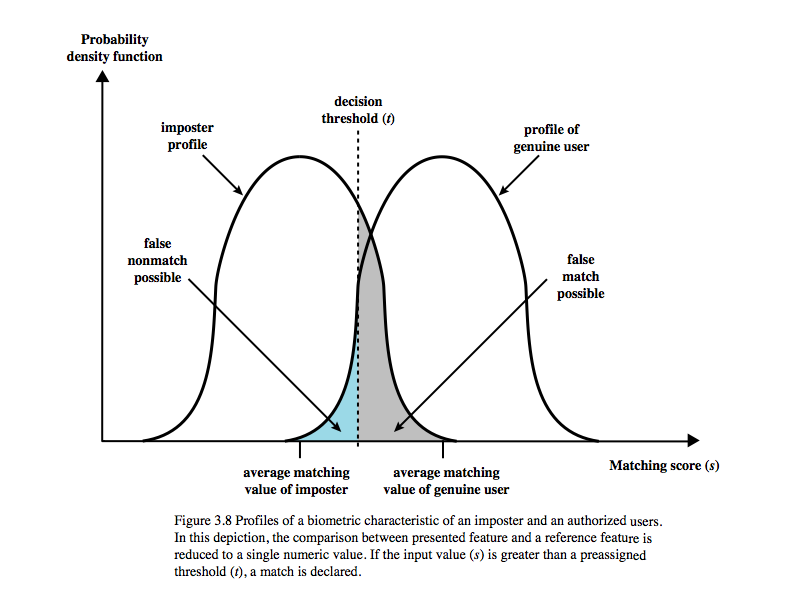 Probability
density function
decision
threshold (t)
imposter
profile
profile of
genuine user
false
nonmatch
possible
false
match
possible
average matching
value of imposter
average matching
value of genuine user
Matching score (s)
Figure 3.8 Profiles of a biometric characteristic of an imposter and an authorized users.
In this depiction, the comparison between presented feature and a reference feature is
reduced to a single numeric value. If the input value (s) is greater than a preassigned
threshold (t), a match is declared.